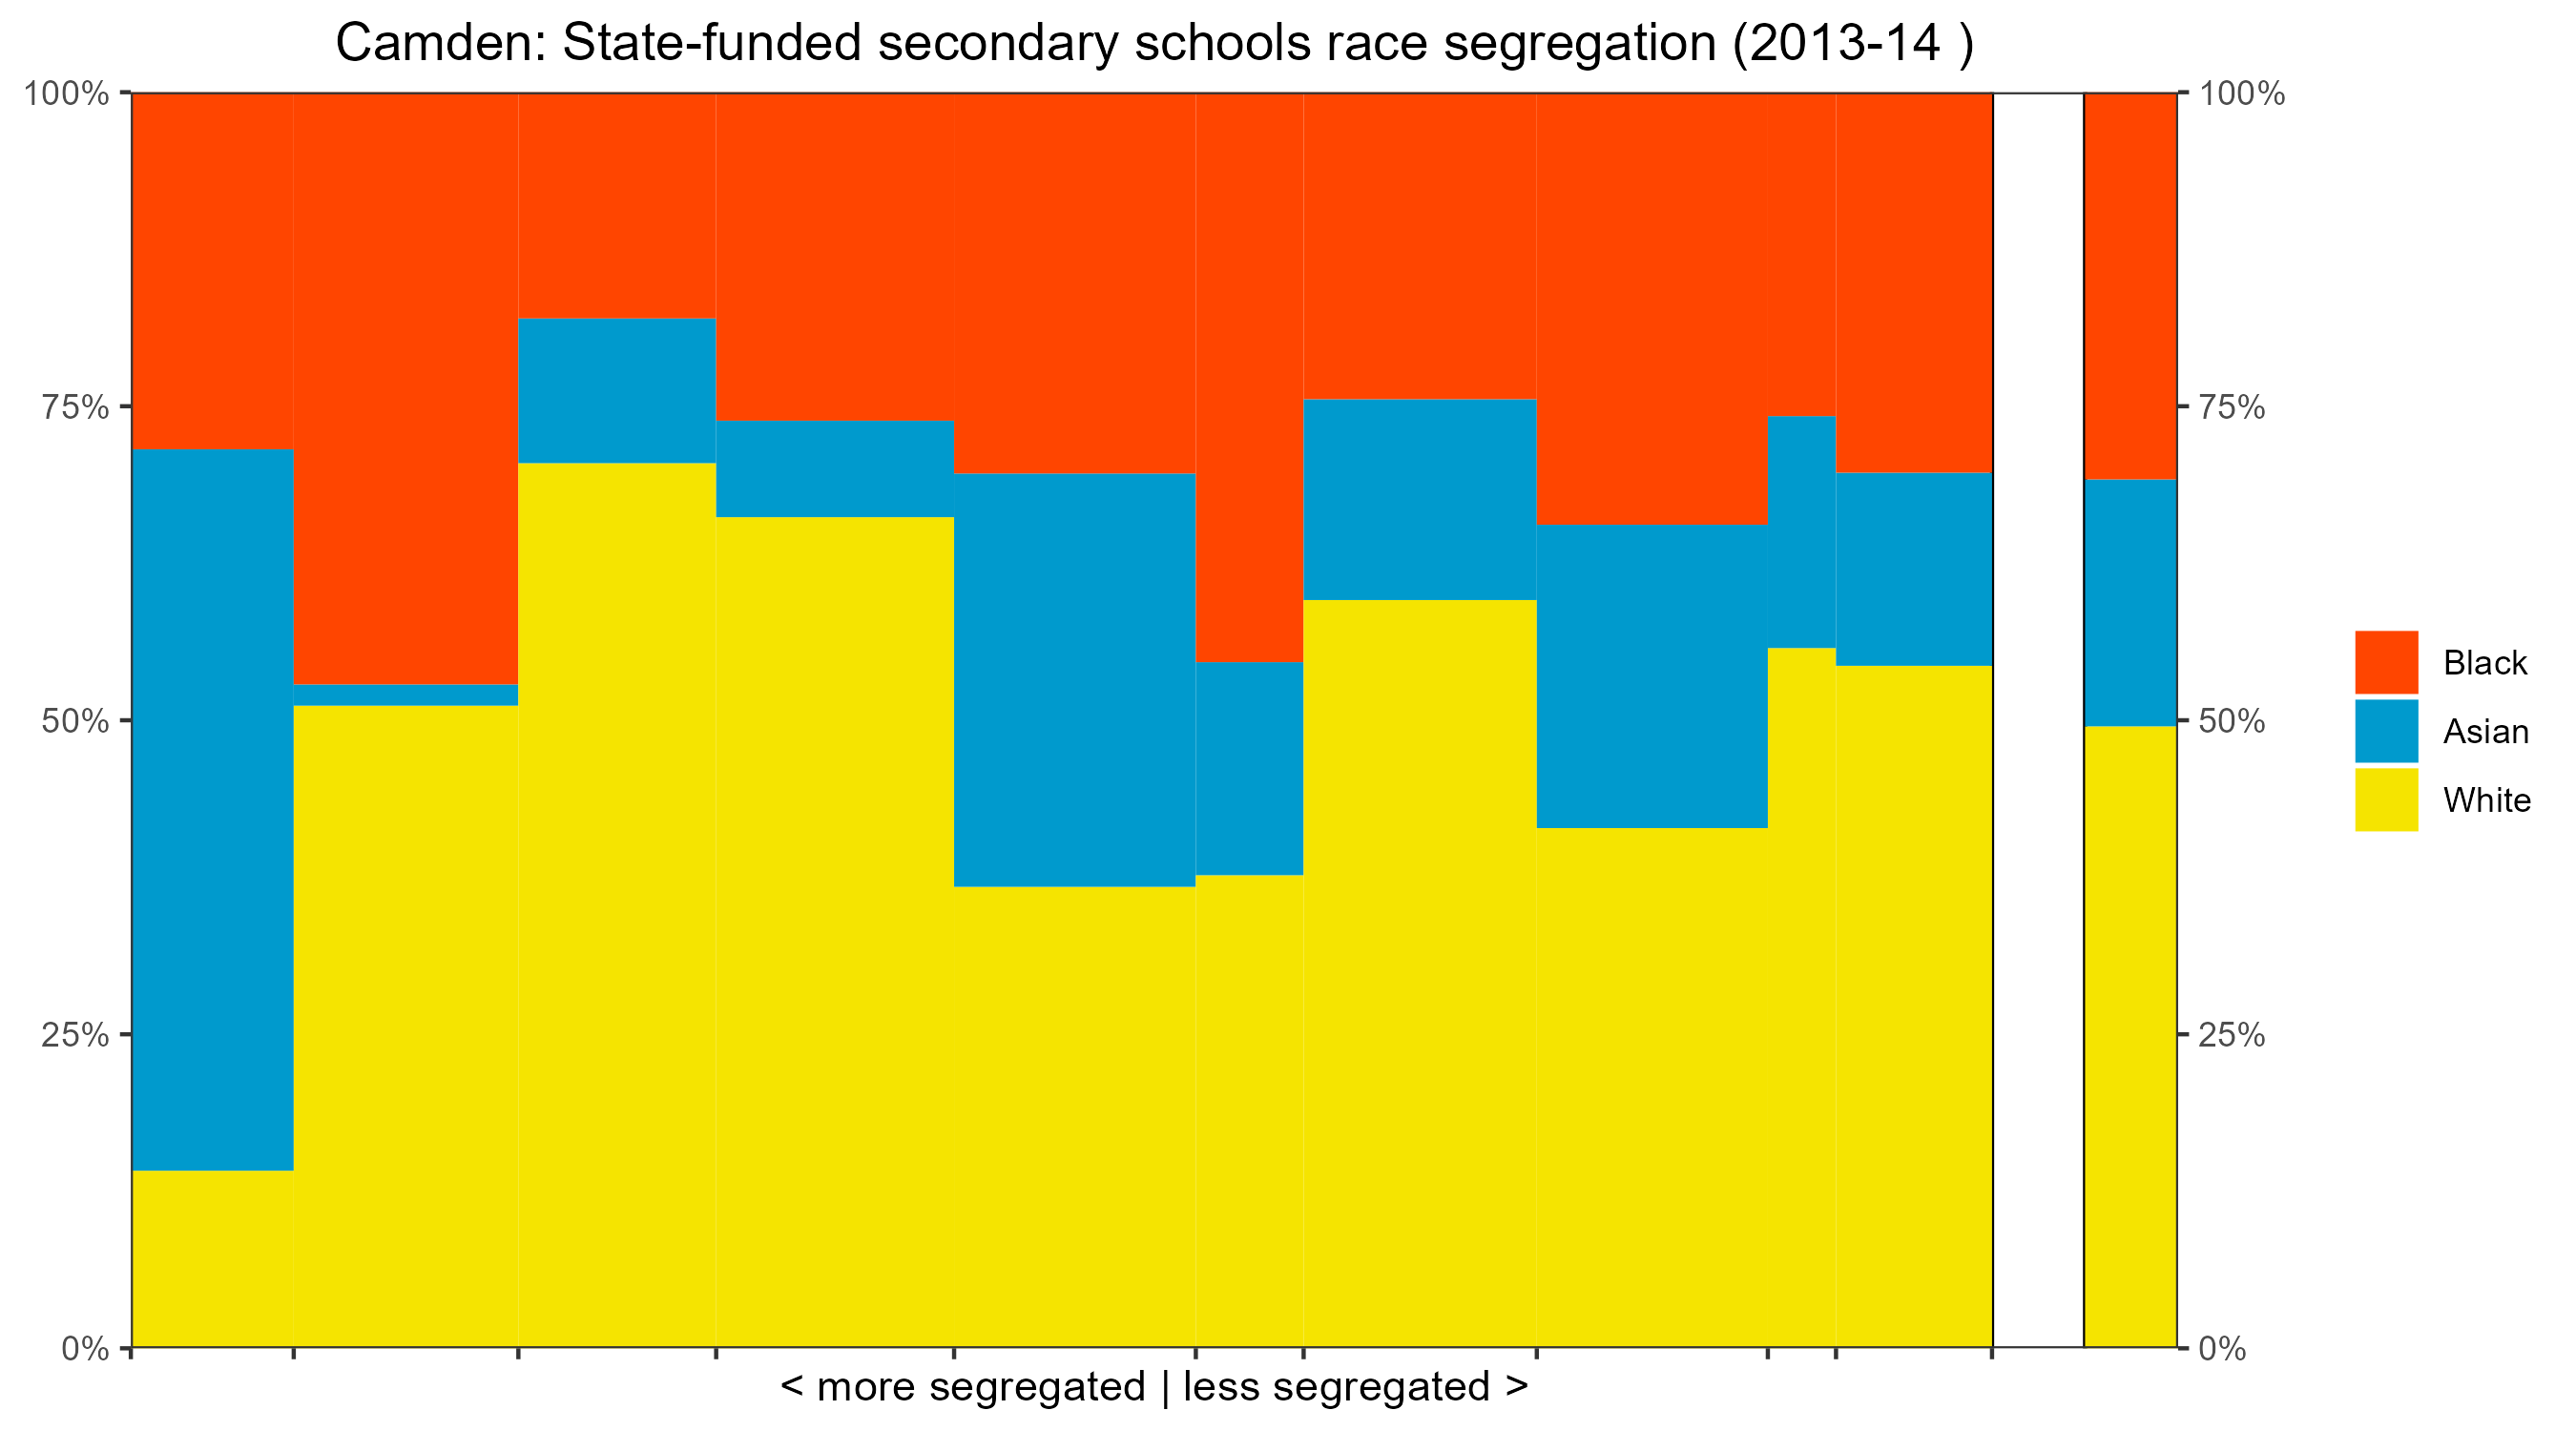 Camden: State-funded secondary schools race segregation (2013-14 )
100%
75%
50%
25%
0%
100%
75%
50%
25%
0%
Black
Asian
White
< more segregated | less segregated >